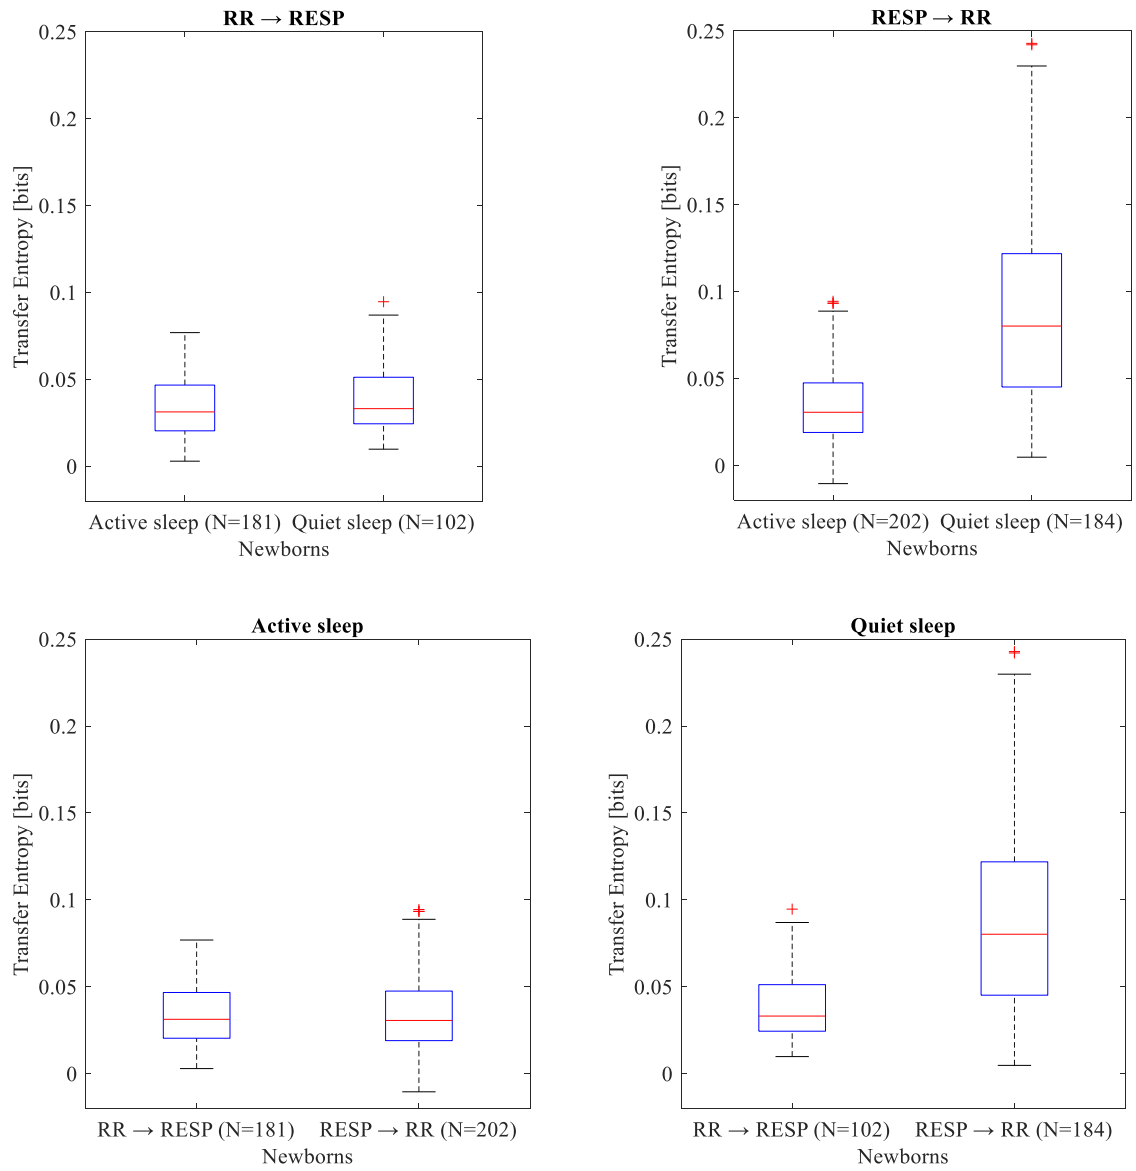 RR → RESP
0.25
0.2
0.15
0.1
0.05
0
Transfer Entropy [bits]
Active sleep (N=181) Quiet sleep (N=102)
Newborns
RESP → RR
0.25
0.2
0.15
0.1
0.05
0
Transfer Entropy [bits]
Active sleep (N=202) Quiet sleep (N=184)
Newborns
Active sleep
0.25
0.2
0.15
0.1
0.05
0
Transfer Entropy [bits]
RR → RESP (N=181) RESP → RR (N=202)
Newborns
Quiet sleep
0.25
0.2
0.15
0.1
0.05
0
Transfer Entropy [bits]
RR → RESP (N=102) RESP → RR (N=184)
Newborns